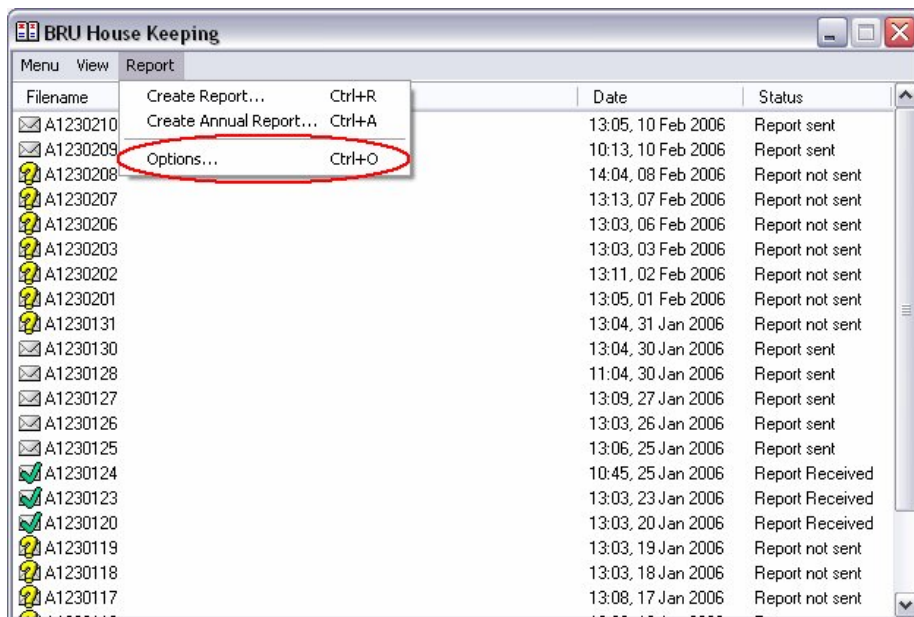 BRU House Keeping
Menu View Report
Create Report... Ctrl+R
Create Annual Report... Ctrl+A
Options... Ctrl+O
Filename Date Status
A1230210 13:05, 10 Feb 2006 Report sent
A1230209 10:13, 10 Feb 2006 Report sent
A1230208 14:04, 08 Feb 2006 Report not sent
A1230207 13:13, 07 Feb 2006 Report not sent
A1230206 13:03, 06 Feb 2006 Report not sent
A1230203 13:03, 03 Feb 2006 Report not sent
A1230202 13:11, 02 Feb 2006 Report not sent
A1230201 13:05, 01 Feb 2006 Report not sent
A1230131 13:04, 31 Jan 2006 Report not sent
A1230130 13:04, 30 Jan 2006 Report sent
A1230128 11:04, 30 Jan 2006 Report sent
A1230127 13:09, 27 Jan 2006 Report sent
A1230126 13:03, 26 Jan 2006 Report sent
A1230125 13:06, 25 Jan 2006 Report sent
A1230124 10:45, 25 Jan 2006 Report Received
A1230123 13:03, 23 Jan 2006 Report Received
A1230120 13:03, 20 Jan 2006 Report Received
A1230119 13:03, 19 Jan 2006 Report not sent
A1230118 13:03, 18 Jan 2006 Report not sent
A1230117 13:08, 17 Jan 2006 Report not sent